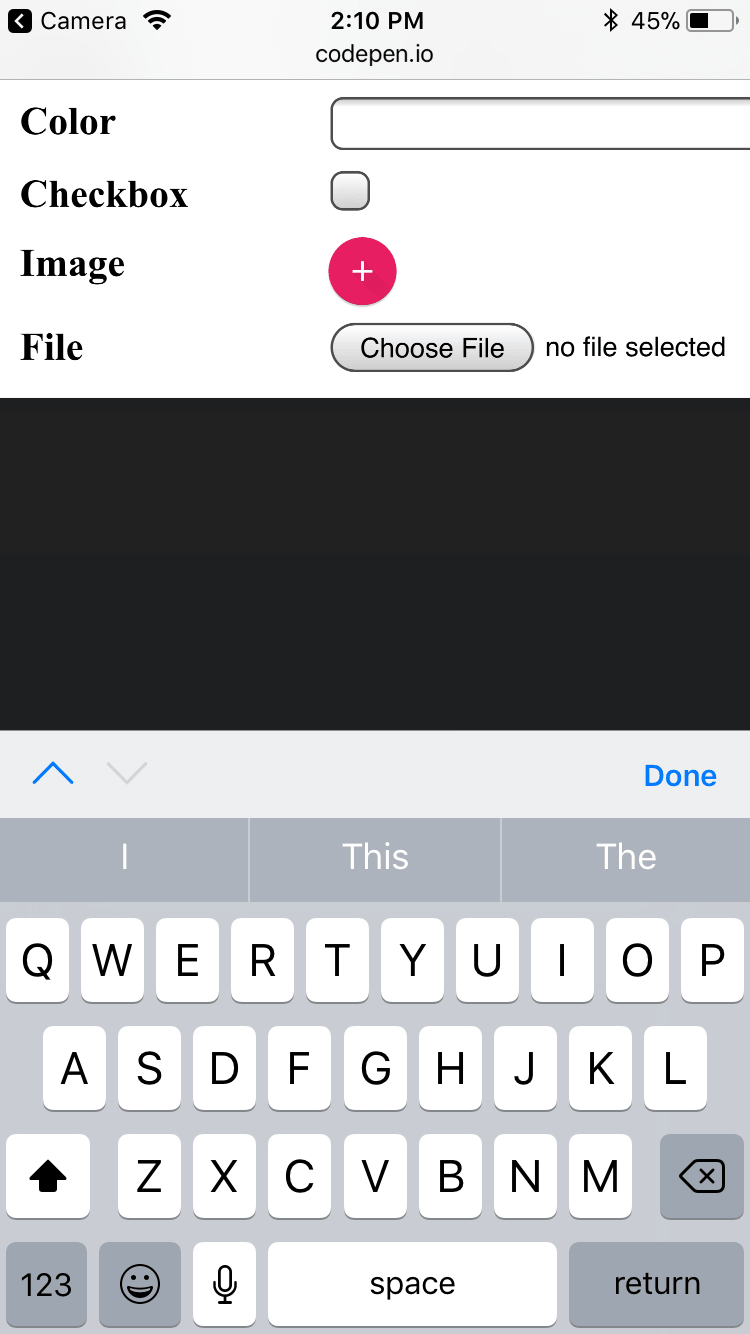 Camera 2:10 PM 45%
codepen.io
Color
Checkbox
Image +
File Choose File no file selected
Done
I This The
Q W E R T Y U I O P
A S D F G H J K L
Z X C V B N M
123 space return